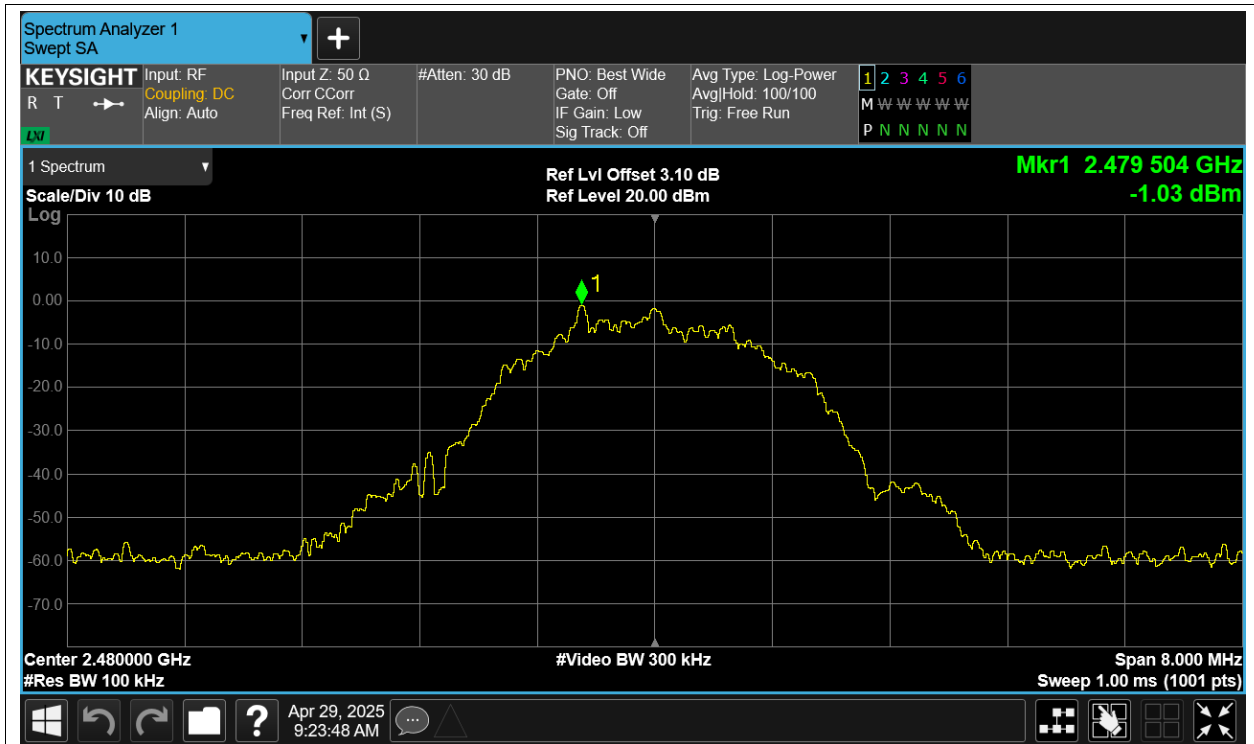 Spectrum Analyzer 1
Swept SA
KEYSIGHT
R T
LXI
Input: RF
Coupling: DC
Align: Auto
Input Z: 50 Ω
Corr CCorr
Freq Ref: Int (S)
#Atten: 30 dB
PNO: Best Wide
Gate: Off
IF Gain: Low
Sig Track: Off
Avg Type: Log-Power
Avg|Hold: 100/100
Trig: Free Run
1 2 3 4 5 6
M W W W W W
P N N N N N
1 Spectrum
Scale/Div 10 dB
Log
Ref Lvl Offset 3.10 dB
Ref Level 20.00 dBm
Mkr1 2.479 504 GHz
-1.03 dBm
10.0
0.00
-10.0
-20.0
-30.0
-40.0
-50.0
-60.0
-70.0
1
Center 2.480000 GHz
#Res BW 100 kHz
#Video BW 300 kHz
Span 8.000 MHz
Sweep 1.00 ms (1001 pts)
?
Apr 29, 2025
9:23:48 AM